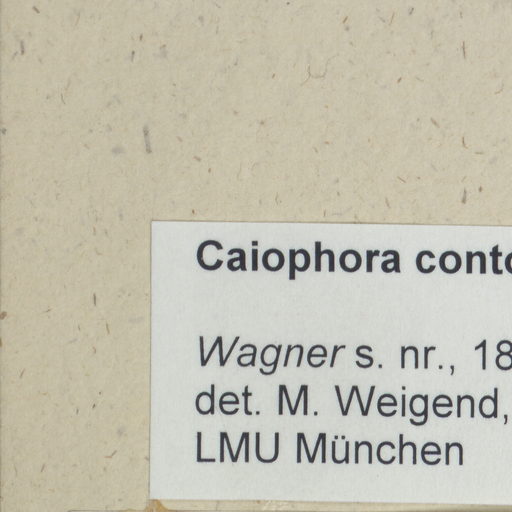 Caiophora conto
Wagner s. nr., 18
det. M. Weigend,
LMU München